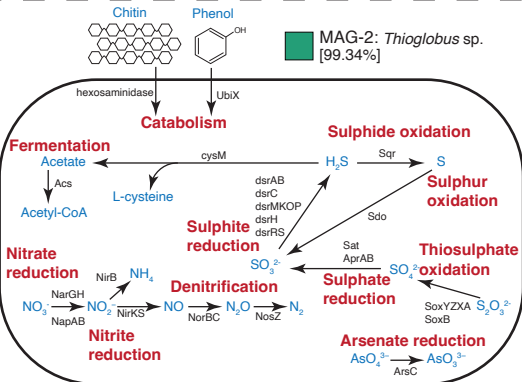 Chitin
Phenol
OH
MAG-2: Thioglobus sp.
[99.34%]
hexosaminidase
UbiX
Catabolism
Fermentation
Acetate
cysM
Sulphide oxidation
H₂S
Sqr
S
Acs
L-cysteine
Acetyl-CoA
dsrAB
dsrC
dsrMKOP
dsrH
dsrRS
Sulphur
oxidation
Sdo
Sulphite
reduction
SO₃²⁻
Sat
AprAB
SO₄²⁻
Thiosulphate
oxidation
Sulphate
reduction
SoxYZXA
SoxB
S₂O₃²⁻
Nitrate
reduction
NirB
NH₄
Denitrification
NO₃⁻
NarGH
NapAB
NO₂⁻
NirKS
NO
NorBC
N₂O
NosZ
N₂
Nitrite
reduction
Arsenate reduction
AsO₄³⁻
ArsC
AsO₃³⁻